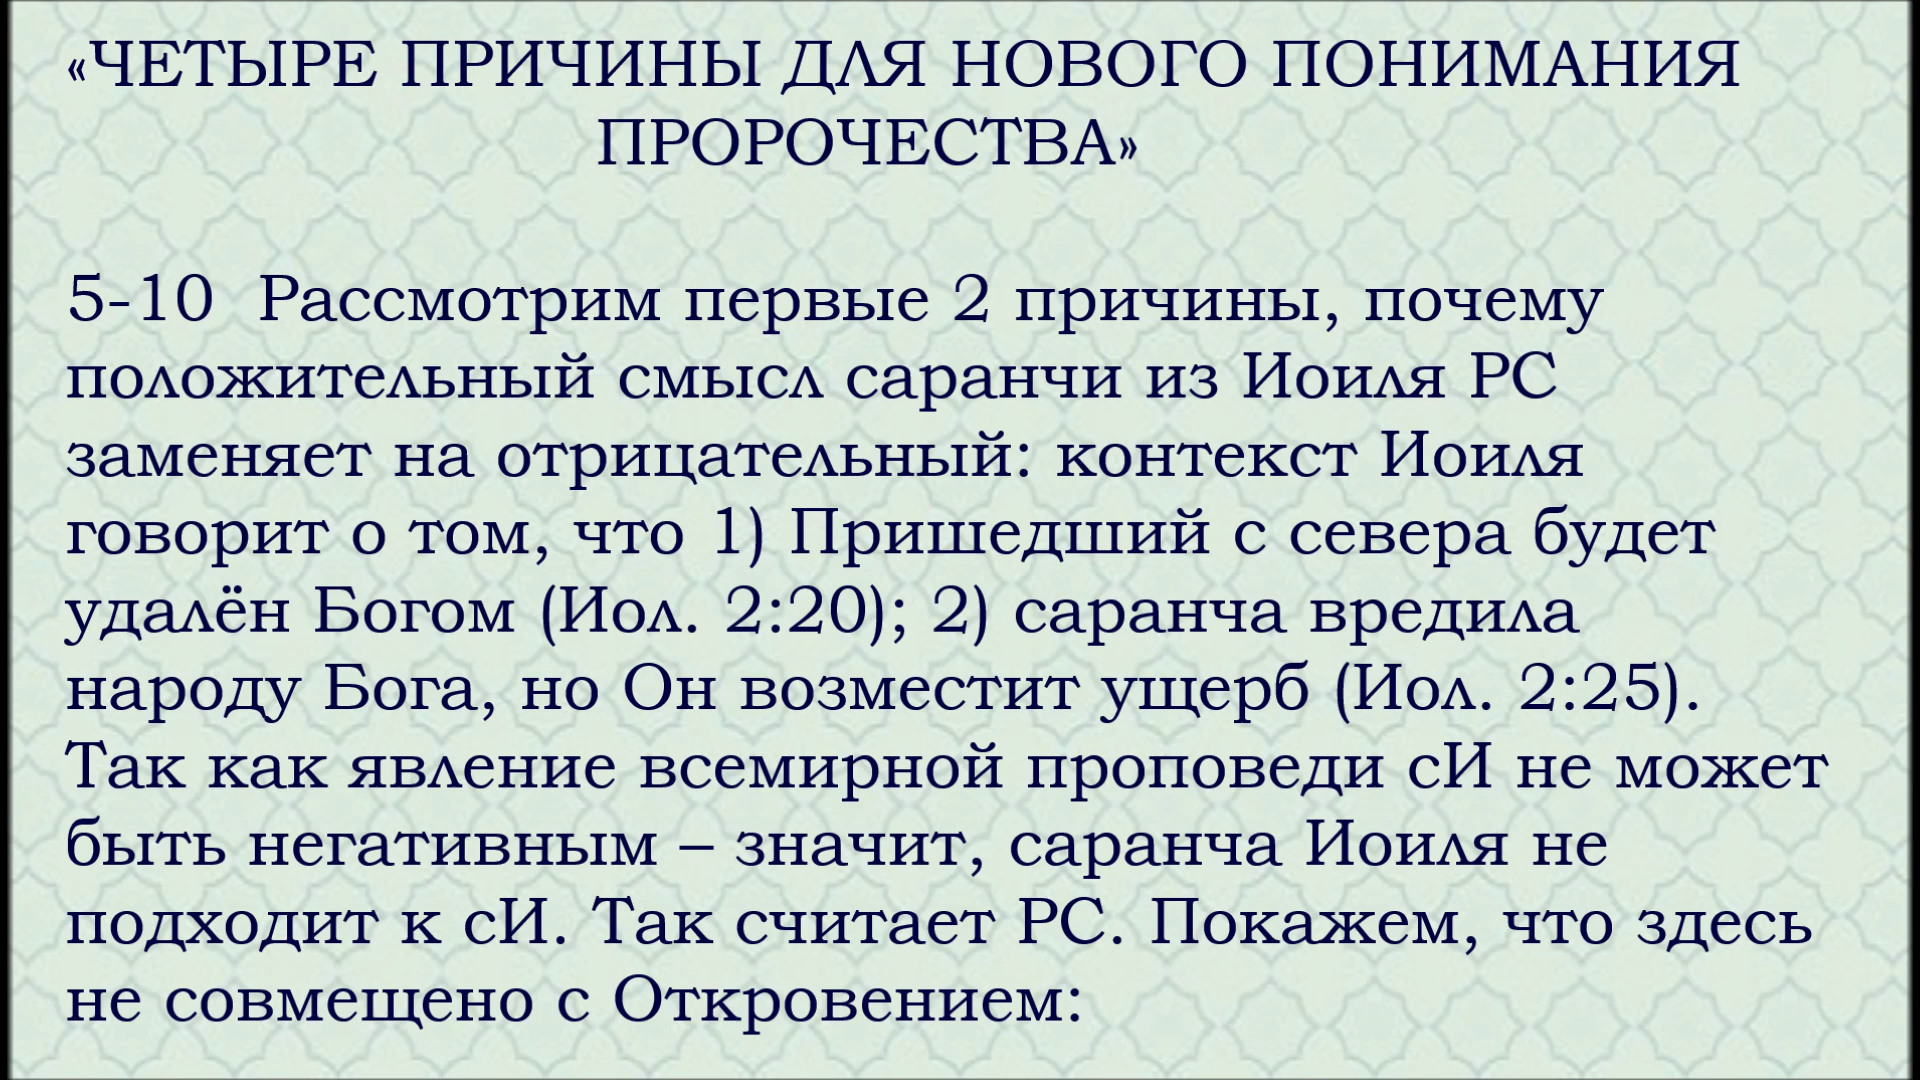 «ЧЕТЫРЕ ПРИЧИНЫ ДЛЯ НОВОГО ПОНИМАНИЯ
ПРОРОЧЕСТВА»
5-10  Рассмотрим первые 2 причины, почему
положительный смысл саранчи из Иоиля РС
заменяет на отрицательный: контекст Иоиля
говорит о том, что 1) Пришедший с севера будет
удалён Богом (Иол. 2:20); 2) саранча вредила
народу Бога, но Он возместит ущерб (Иол. 2:25).
Так как явление всемирной проповеди сИ не может
быть негативным – значит, саранча Иоиля не
подходит к сИ. Так считает РС. Покажем, что здесь
не совмещено с Откровением: